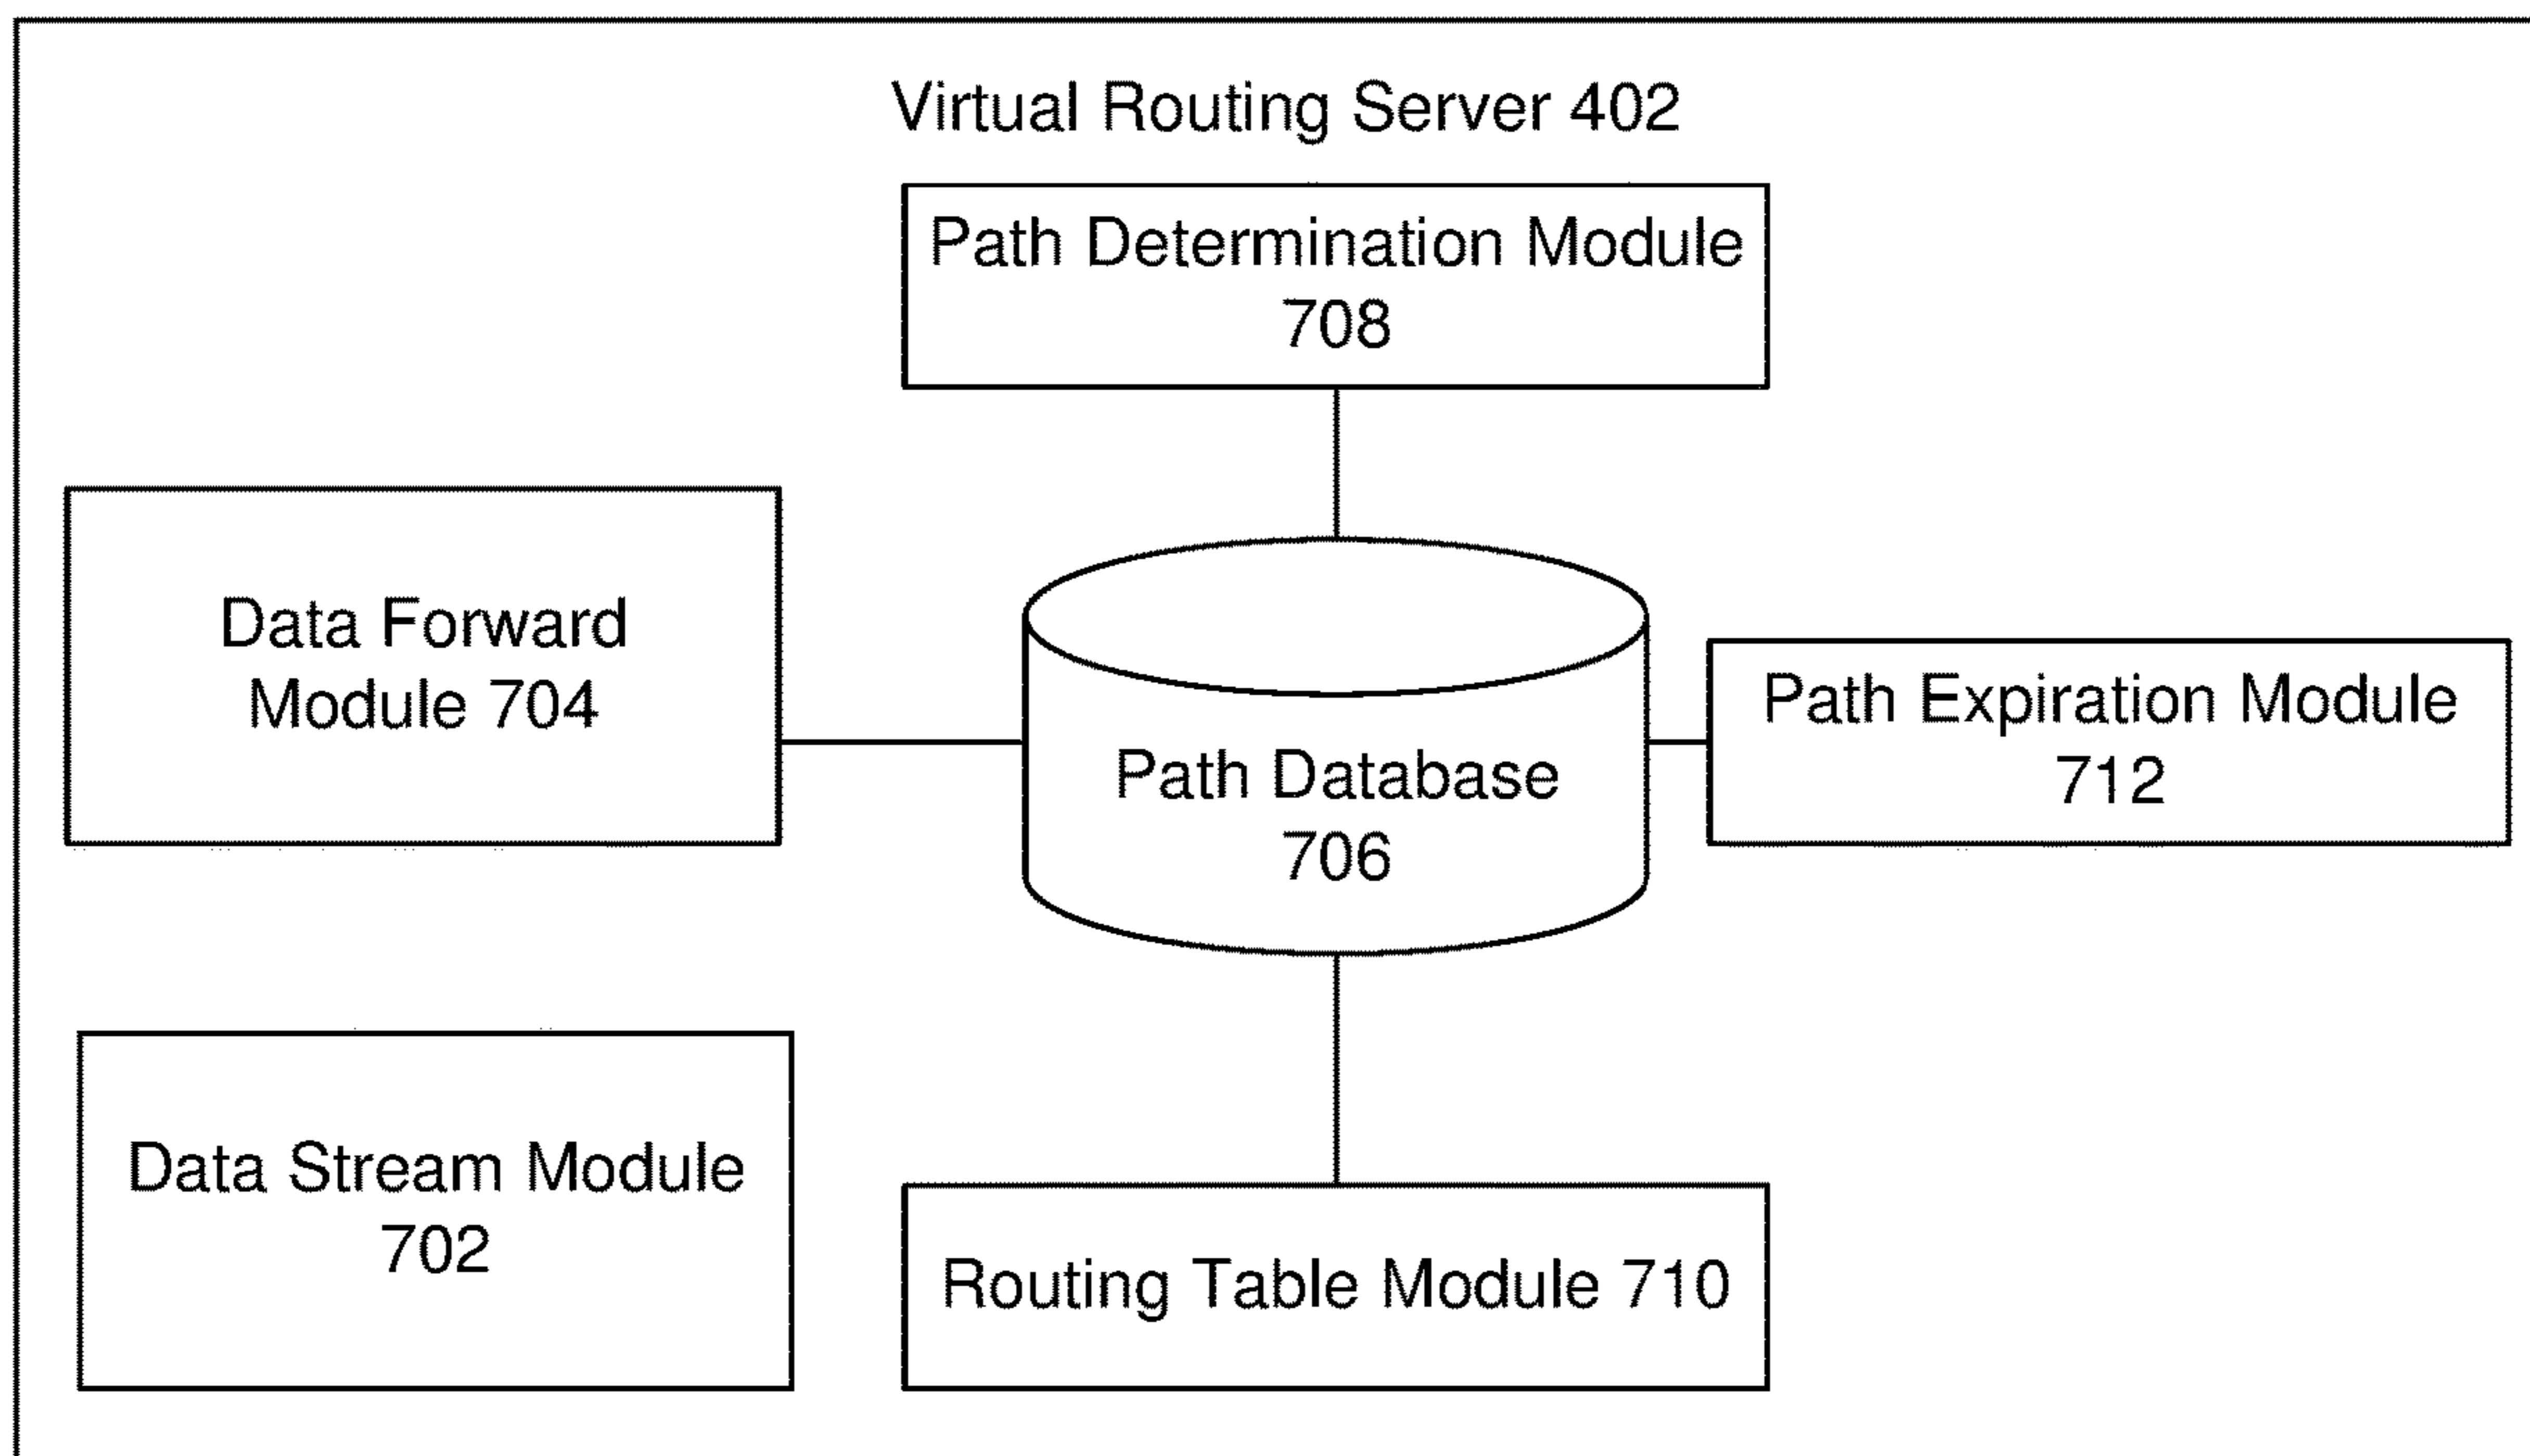 Virtual Routing Server 402
Path Determination Module
708
Data Forward
Module 704
Path Database
706
Path Expiration Module
712
Data Stream Module
702
Routing Table Module 710